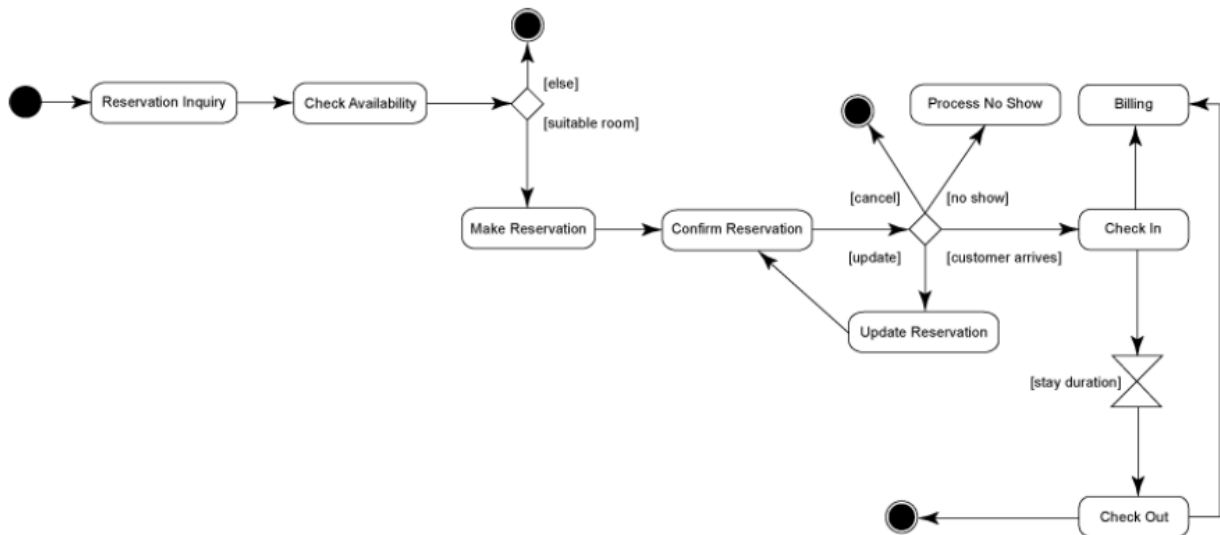 [else]
Reservation Inquiry
Check Availability
[suitable room]
Process No Show
Billing
[cancel]
[no show]
Make Reservation
Confirm Reservation
Check In
[update]
[customer arrives]
Update Reservation
[stay duration]
Check Out